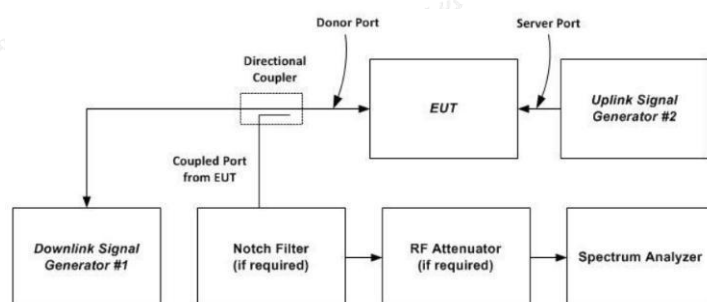 Donor Port
Server Port
Directional
Coupler
EUT
Uplink Signal
Generator #2
Coupled Port
from EUT
Downlink Signal
Generator #1
Notch Filter
(if required)
RF Attenuator
(if required)
Spectrum Analyzer